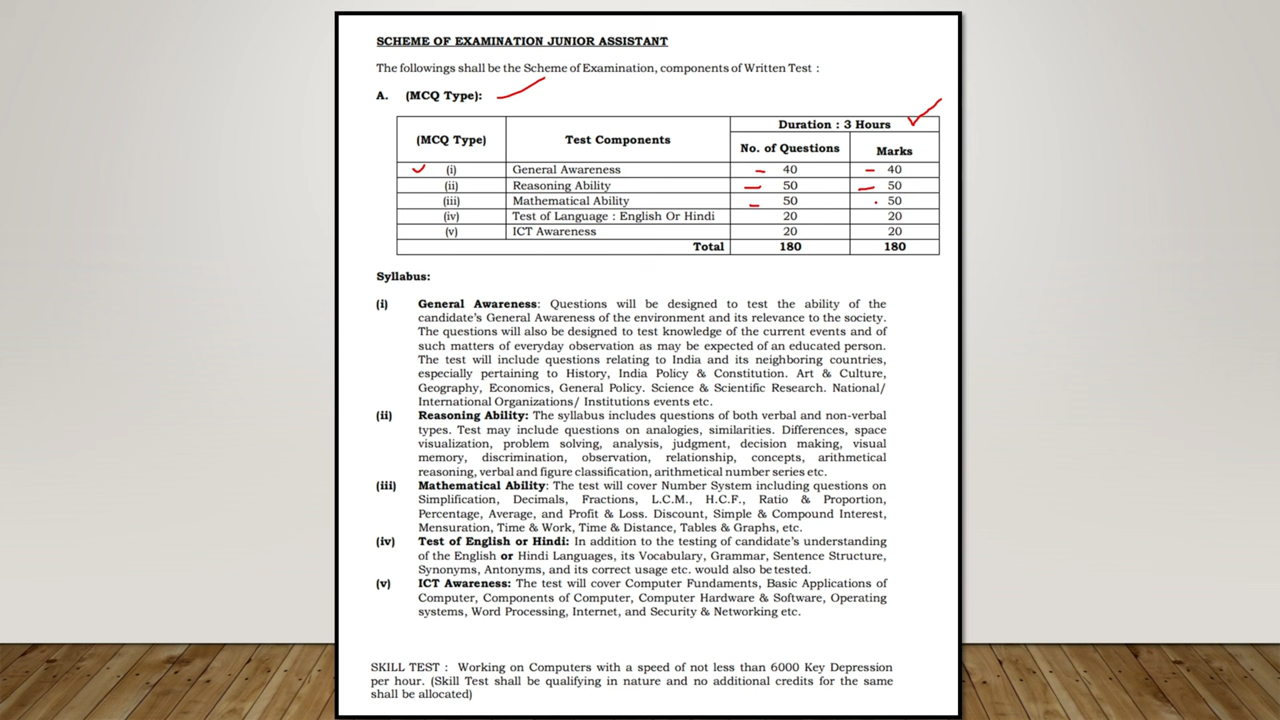 SCHEME OF EXAMINATION JUNIOR ASSISTANT
The followings shall be the Scheme of Examination, components of Written Test :
A. (MCQ Type):
(MCQ Type) Test Components Duration : 3 Hours
No. of Questions Marks
(i) General Awareness 40 40
(ii) Reasoning Ability 50 50
(iii) Mathematical Ability 50 50
(iv) Test of Language : English Or Hindi 20 20
(v) ICT Awareness 20 20
Total 180 180
Syllabus:
(i) General Awareness: Questions will be designed to test the ability of the
candidate's General Awareness of the environment and its relevance to the society.
The questions will also be designed to test knowledge of the current events and of
such matters of everyday observation as may be expected of an educated person.
The test will include questions relating to India and its neighboring countries,
especially pertaining to History, India Policy & Constitution. Art & Culture,
Geography, Economics, General Policy. Science & Scientific Research. National/
International Organizations/ Institutions events etc.
(ii) Reasoning Ability: The syllabus includes questions of both verbal and non-verbal
types. Test may include questions on analogies, similarities. Differences, space
visualization, problem solving, analysis, judgment, decision making, visual
memory, discrimination, observation, relationship, concepts, arithmetical
reasoning, verbal and figure classification, arithmetical number series etc.
(iii) Mathematical Ability: The test will cover Number System including questions on
Simplification, Decimals, Fractions, L.C.M., H.C.F., Ratio & Proportion,
Percentage, Average, and Profit & Loss. Discount, Simple & Compound Interest,
Mensuration, Time & Work, Time & Distance, Tables & Graphs, etc.
(iv) Test of English or Hindi: In addition to the testing of candidate's understanding
of the English or Hindi Languages, its Vocabulary, Grammar, Sentence Structure,
Synonyms, Antonyms, and its correct usage etc. would also be tested.
(v) ICT Awareness: The test will cover Computer Fundaments, Basic Applications of
Computer, Components of Computer, Computer Hardware & Software, Operating
systems, Word Processing, Internet, and Security & Networking etc.
SKILL TEST : Working on Computers with a speed of not less than 6000 Key Depression
per hour. (Skill Test shall be qualifying in nature and no additional credits for the same
shall be allocated)